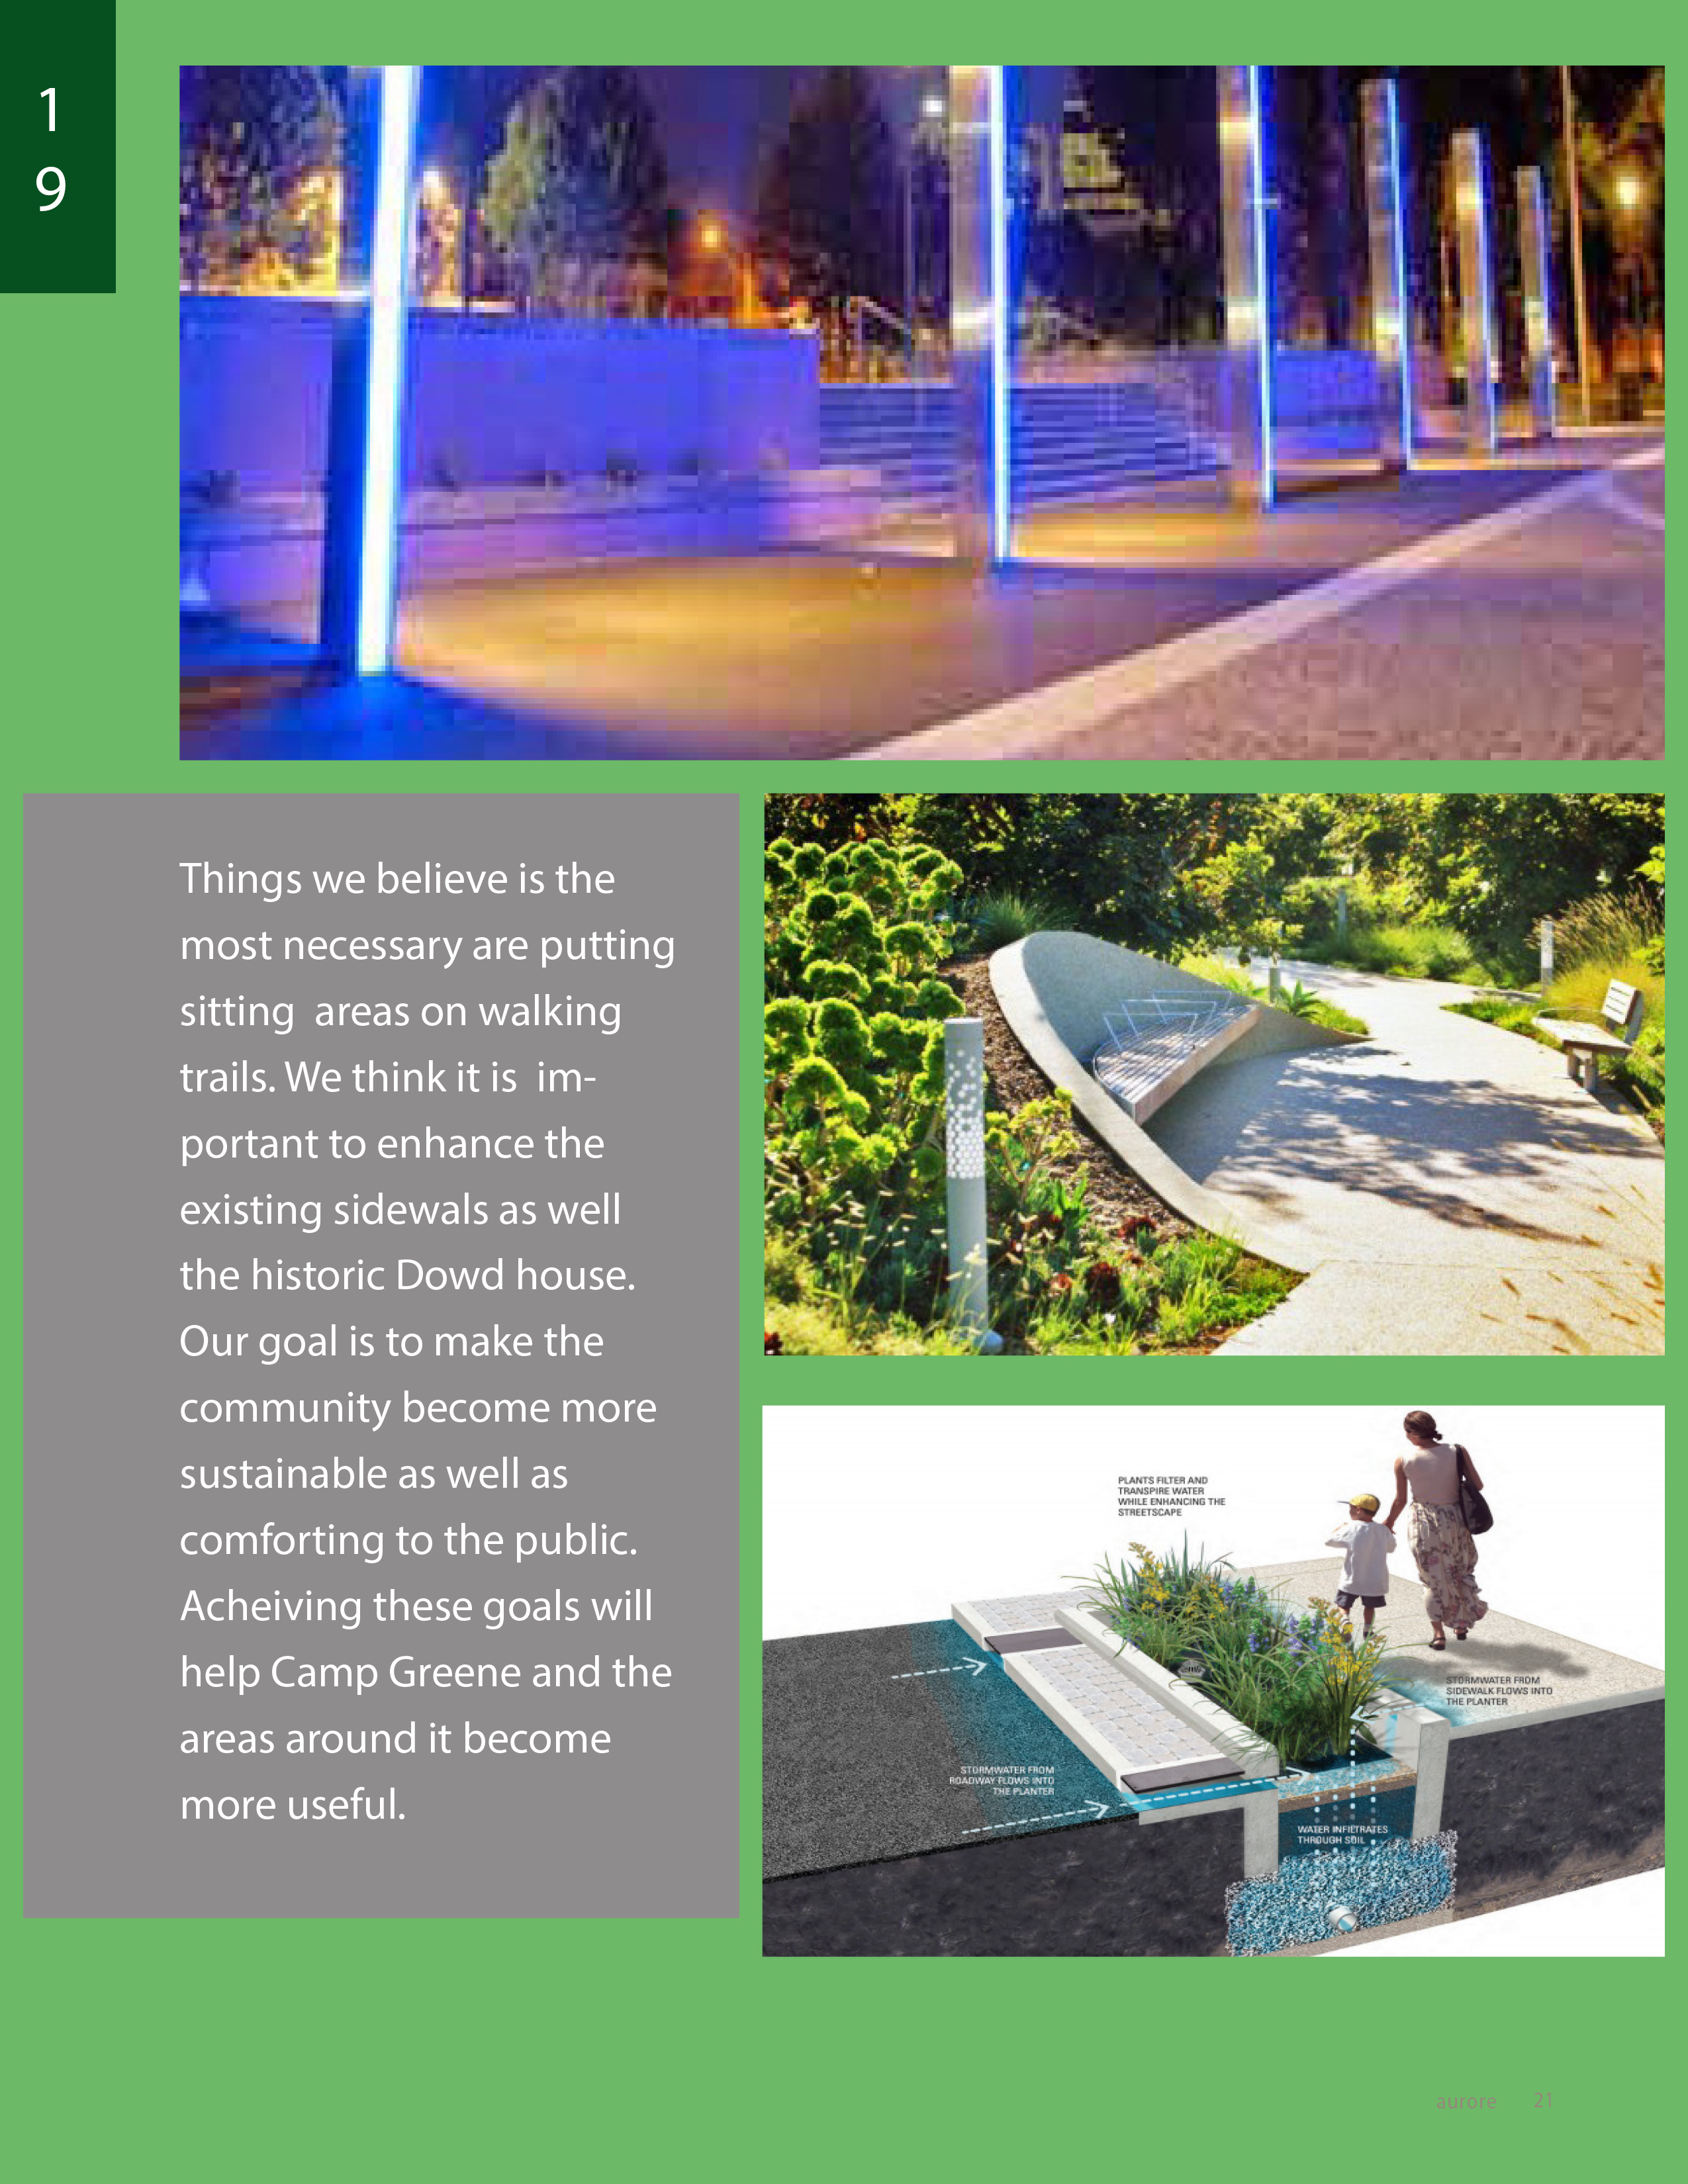 1
9
Things we believe is the
most necessary are putting
sitting  areas on walking
trails. We think it is  im-
portant to enhance the
existing sidewals as well
the historic Dowd house.
Our goal is to make the
community become more
sustainable as well as
comforting to the public.
Acheiving these goals will
help Camp Greene and the
areas around it become
more useful.
PLANTS FILTER AND
TRANSPIRE WATER
WHILE ENHANCING THE
STREETSCAPE
STORMWATER FROM
SIDEWALK FLOWS INTO
THE PLANTER
STORMWATER FROM
ROADWAY FLOWS INTO
THE PLANTER
WATER INFILTRATES
THROUGH SOIL
aurore 21